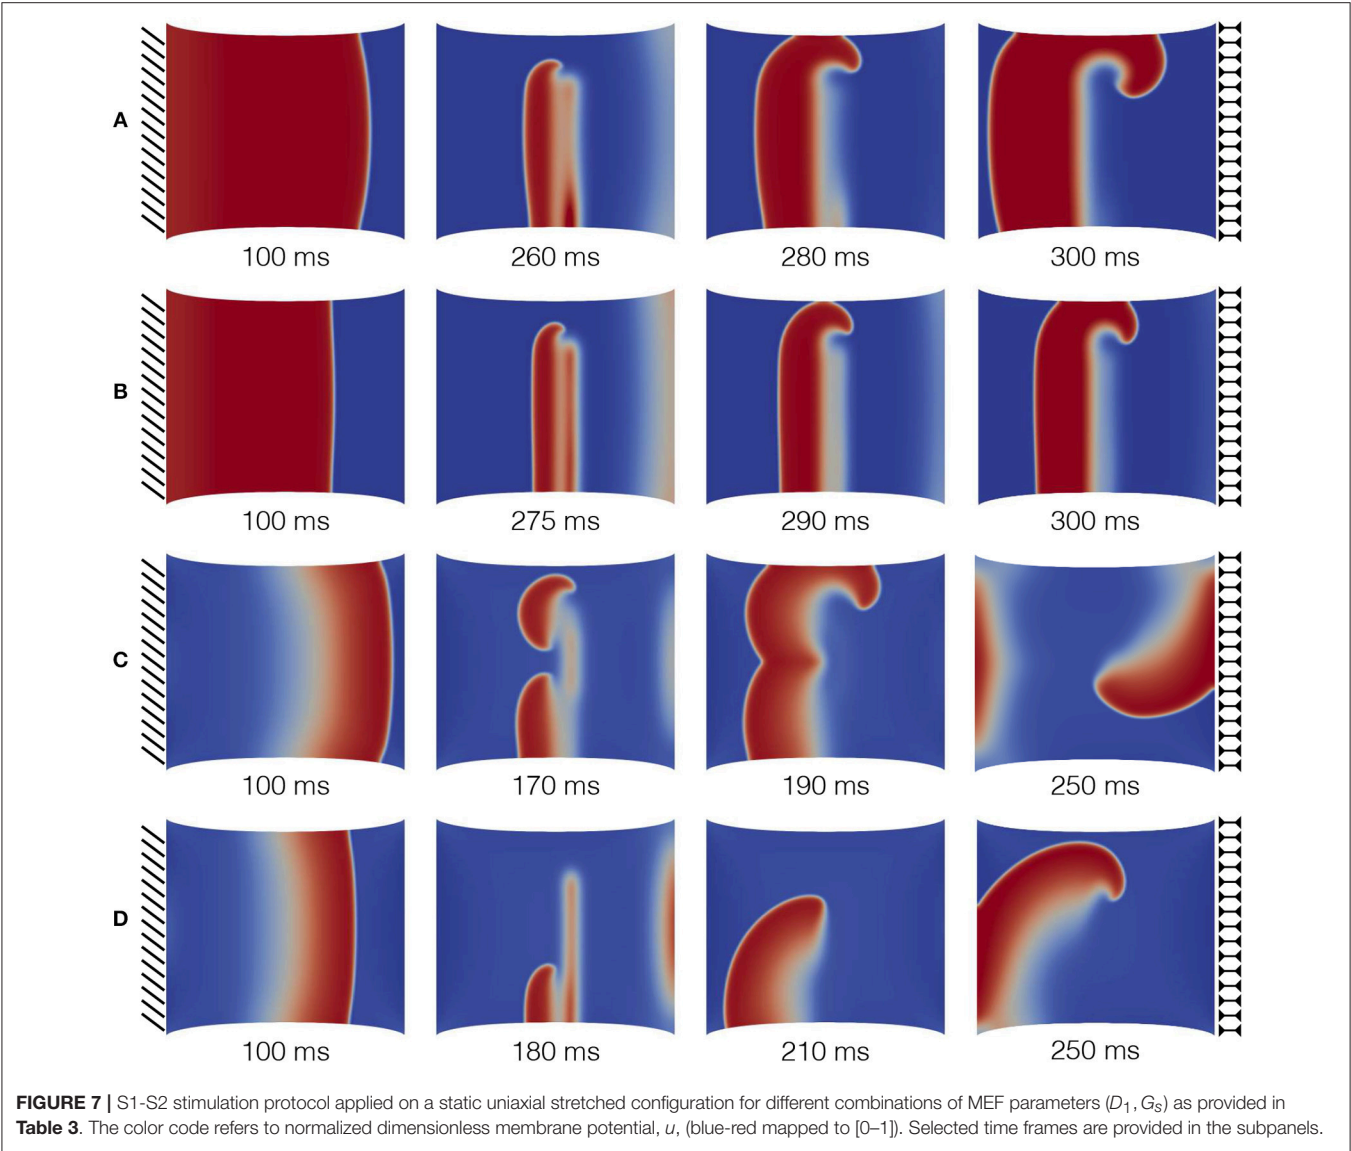 A
100 ms 260 ms 280 ms 300 ms
B
100 ms 275 ms 290 ms 300 ms
C
100 ms 170 ms 190 ms 250 ms
D
100 ms 180 ms 210 ms 250 ms
FIGURE 7 | S1-S2 stimulation protocol applied on a static uniaxial stretched configuration for different combinations of MEF parameters (D₁, Gₛ) as provided in
Table 3. The color code refers to normalized dimensionless membrane potential, u, (blue-red mapped to [0–1]). Selected time frames are provided in the subpanels.